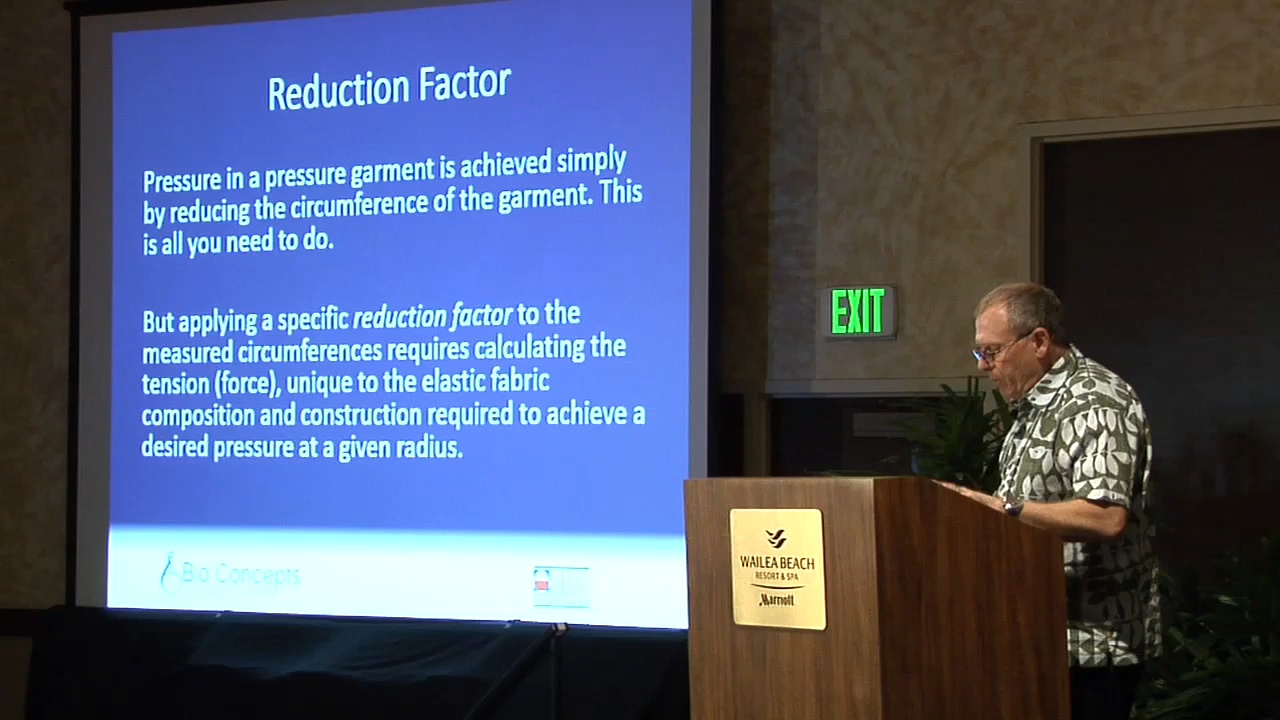 Reduction Factor
Pressure in a pressure garment is achieved simply
by reducing the circumference of the garment. This
is all you need to do.
But applying a specific reduction factor to the
measured circumferences requires calculating the
tension (force), unique to the elastic fabric
composition and construction required to achieve a
desired pressure at a given radius.
Bio Concepts
EXIT
WAILEA BEACH
RESORT & SPA
Marriott